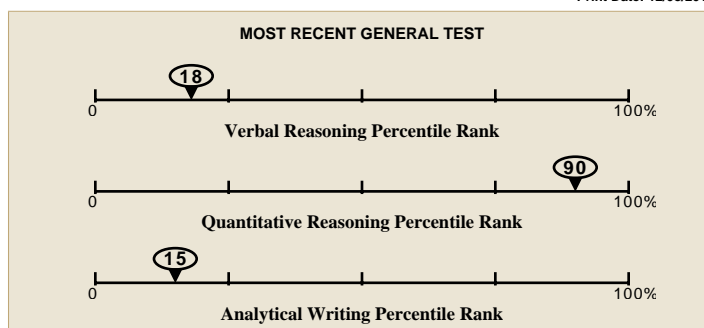 MOST RECENT GENERAL TEST
18
0 100%
Verbal Reasoning Percentile Rank
90
0 100%
Quantitative Reasoning Percentile Rank
15
0 100%
Analytical Writing Percentile Rank